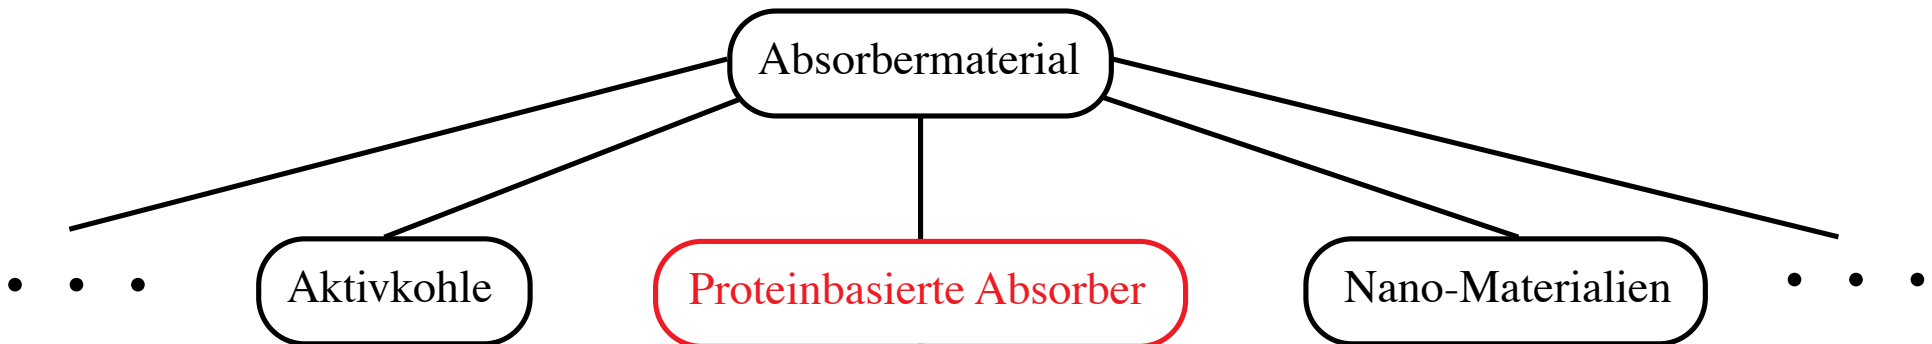 Absorbermaterial
. . .
Aktivkohle
Proteinbasierte Absorber
Nano-Materialien
. . .